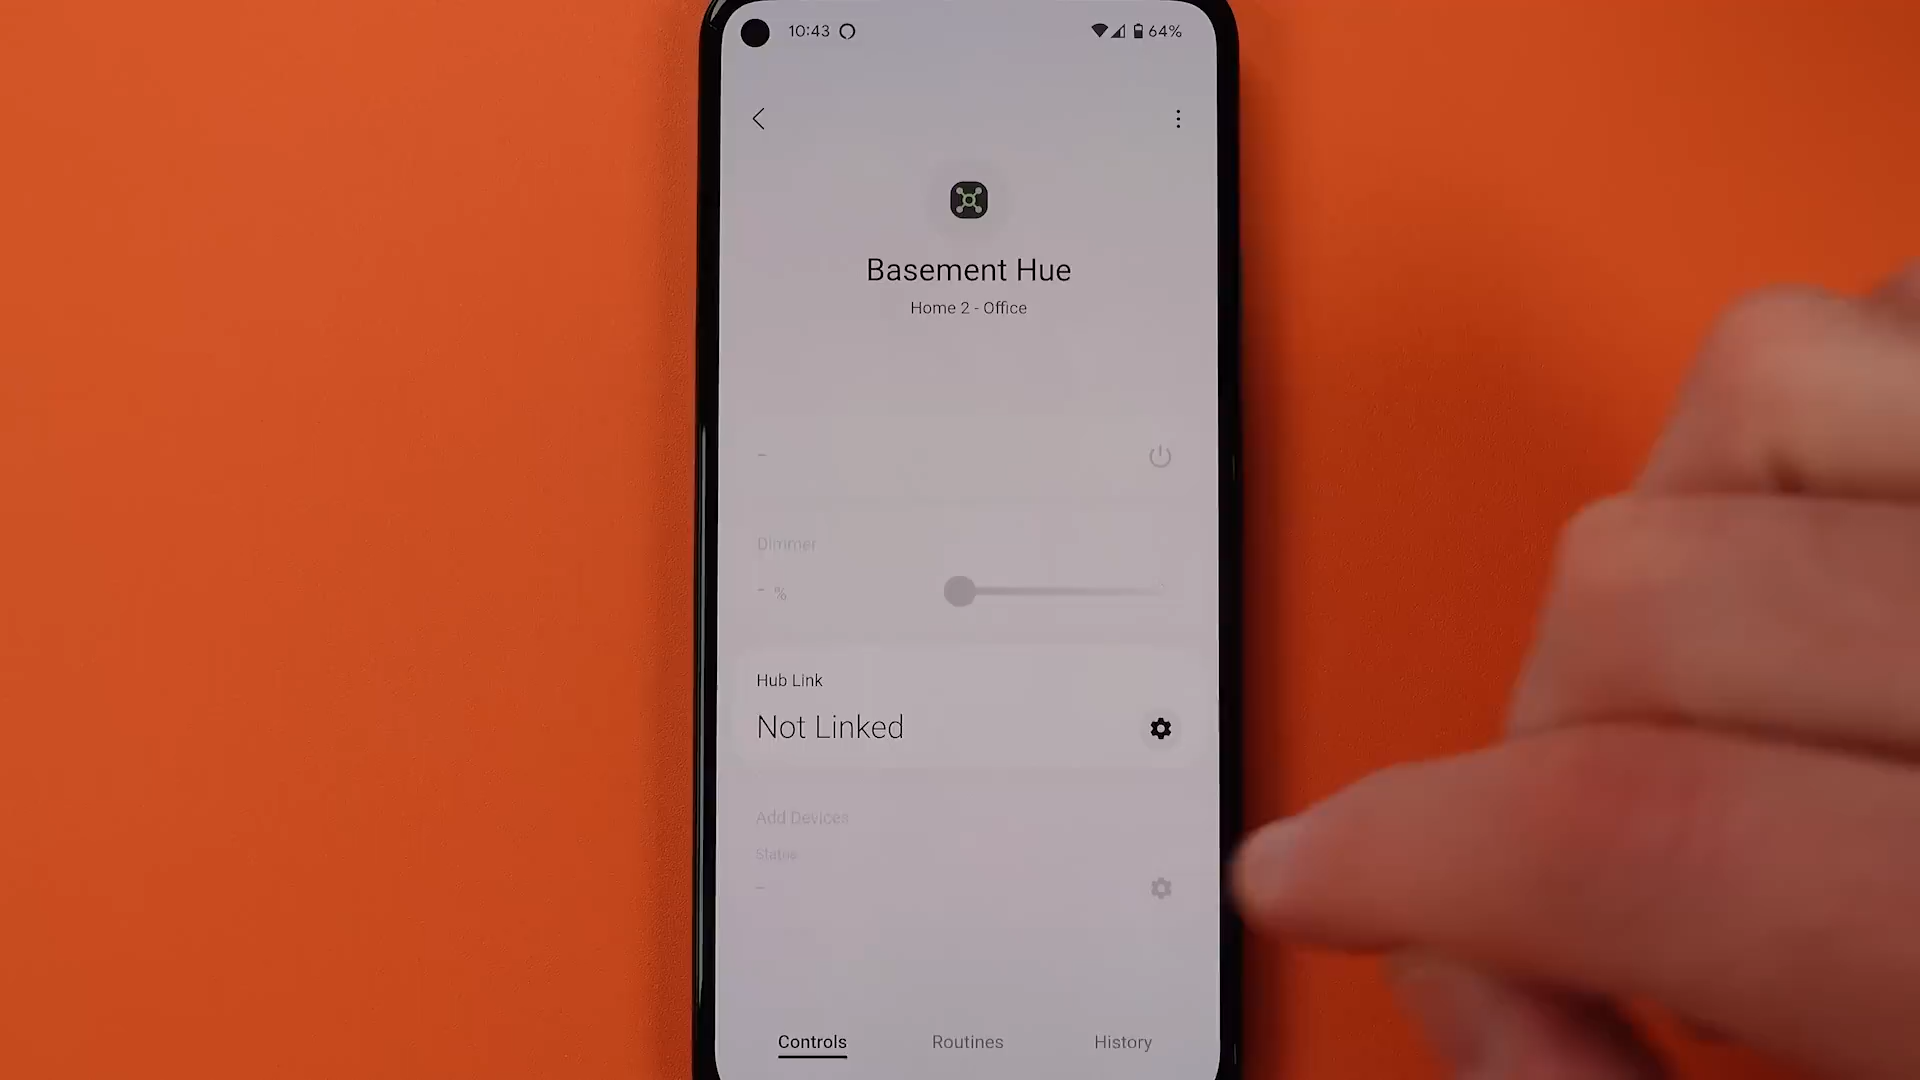 10:43
64%
Basement Hue
Home 2 - Office
-
Dimmer
- %
Hub Link
Not Linked
Add Devices
Status
-
Controls Routines History